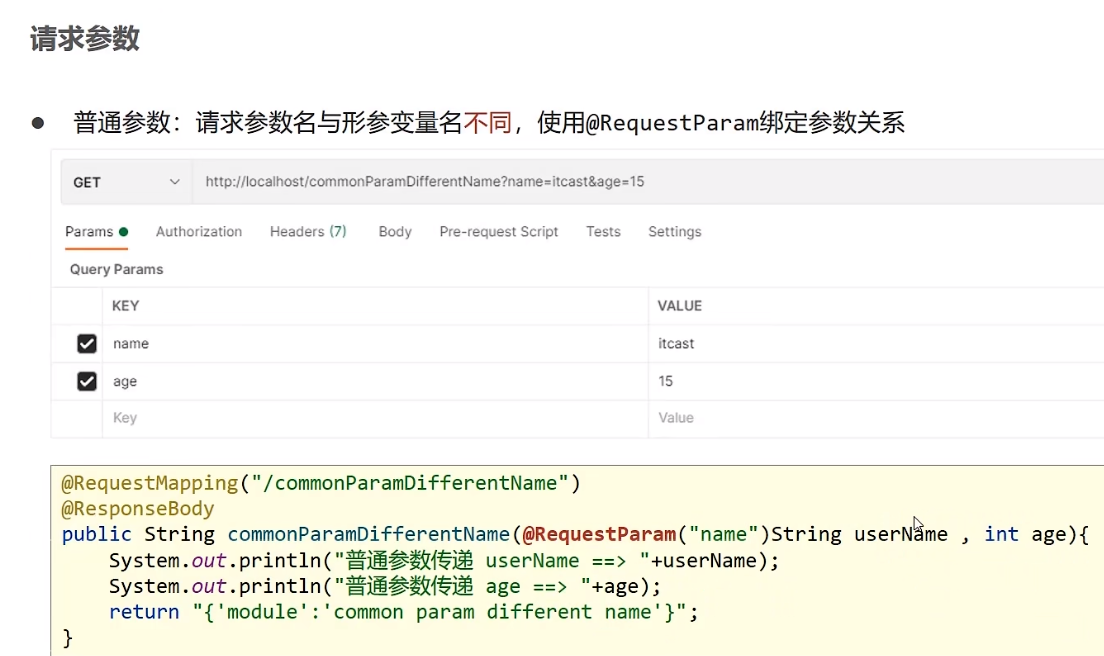 请求参数
● 普通参数：请求参数名与形参变量名不同，使用@RequestParam绑定参数关系
GET http://localhost/commonParamDifferentName?name=itcast&age=15
Params Authorization Headers (7) Body Pre-request Script Tests Settings
Query Params
KEY VALUE
name itcast
age 15
Key Value
@RequestMapping("/commonParamDifferentName")
@ResponseBody
public String commonParamDifferentName(@RequestParam("name")String userName , int age){
System.out.println("普通参数传递 userName ==> "+userName);
System.out.println("普通参数传递 age ==> "+age);
return "{'module':'common param different name'}";
}